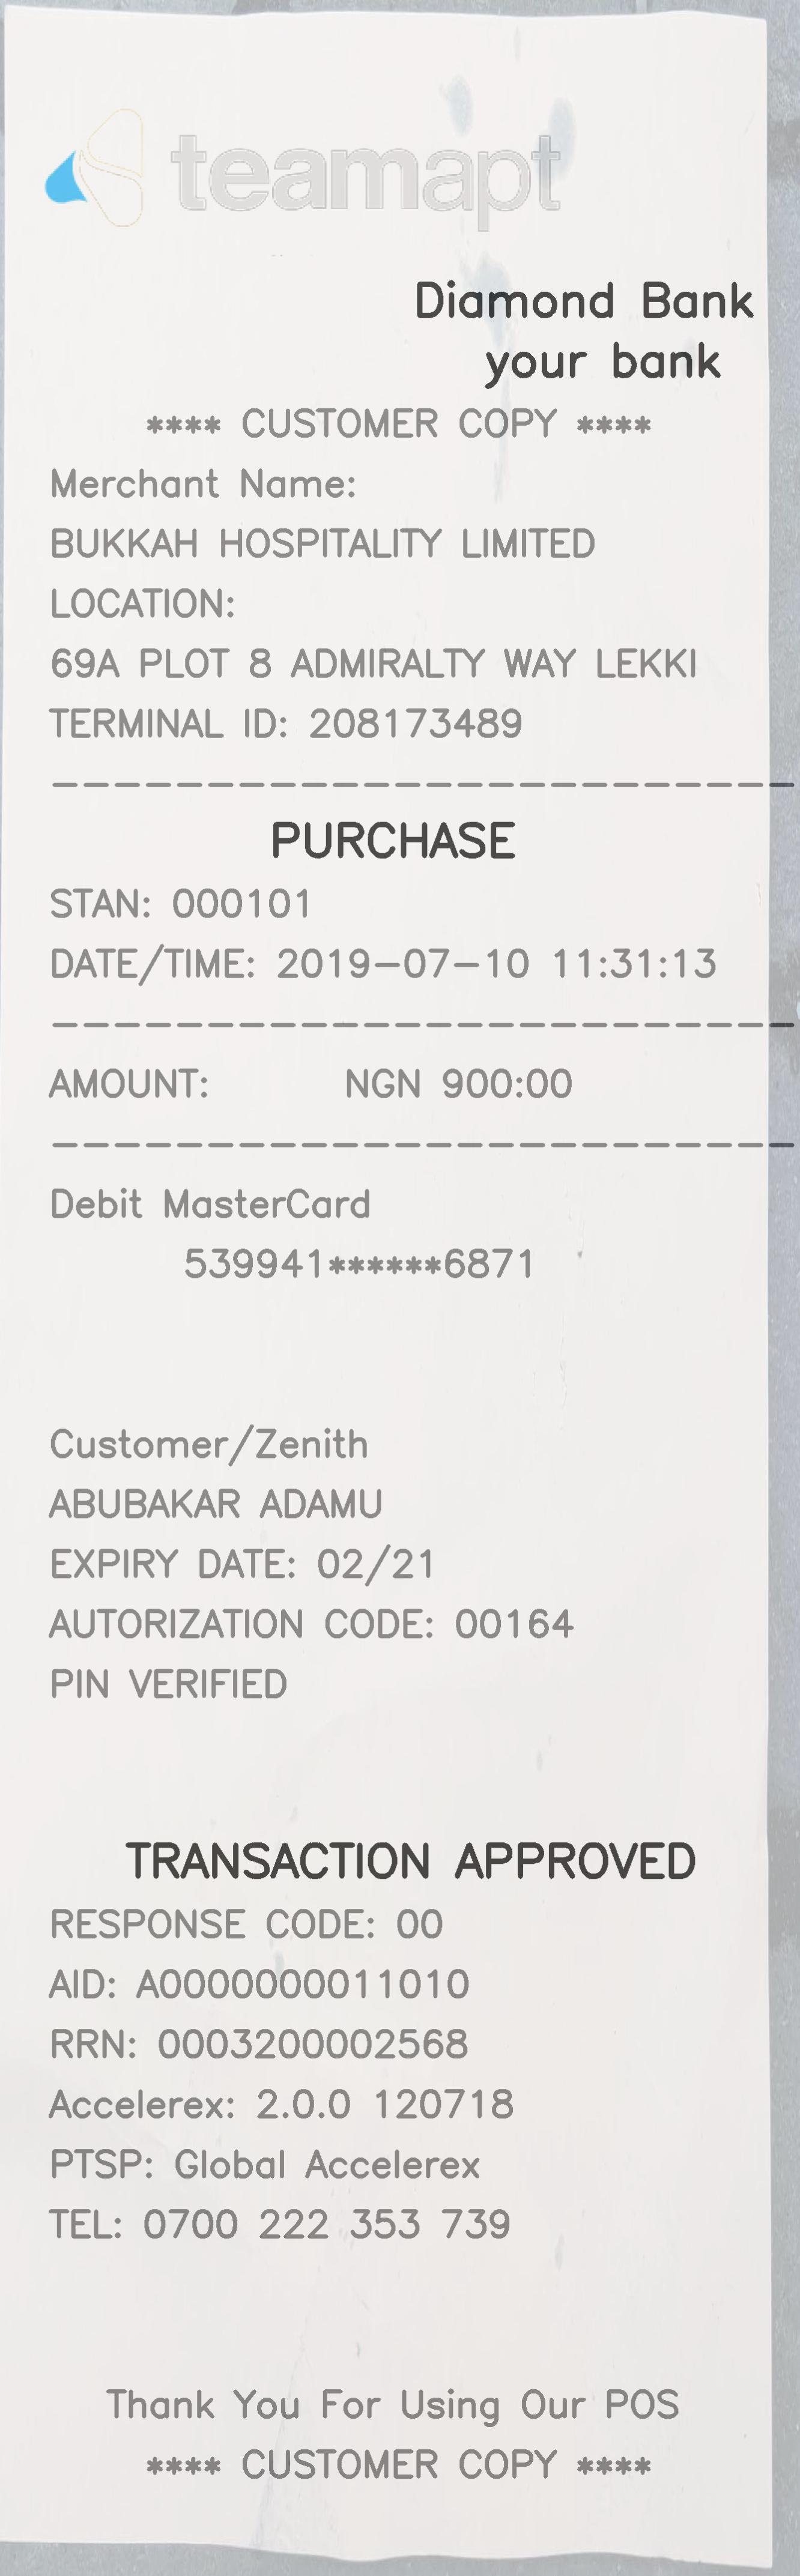 teamapt
Diamond Bank
your bank
**** CUSTOMER COPY ****
Merchant Name:
BUKKAH HOSPITALITY LIMITED
LOCATION:
69A PLOT 8 ADMIRALTY WAY LEKKI
TERMINAL ID: 208173489
------------------------
PURCHASE
STAN: 000101
DATE/TIME: 2019-07-10 11:31:13
------------------------
AMOUNT: NGN 900:00
------------------------
Debit MasterCard
539941******6871
Customer/Zenith
ABUBAKAR ADAMU
EXPIRY DATE: 02/21
AUTORIZATION CODE: 00164
PIN VERIFIED
TRANSACTION APPROVED
RESPONSE CODE: 00
AID: A0000000011010
RRN: 0003200002568
Accelerex: 2.0.0 120718
PTSP: Global Accelerex
TEL: 0700 222 353 739
Thank You For Using Our POS
**** CUSTOMER COPY ****